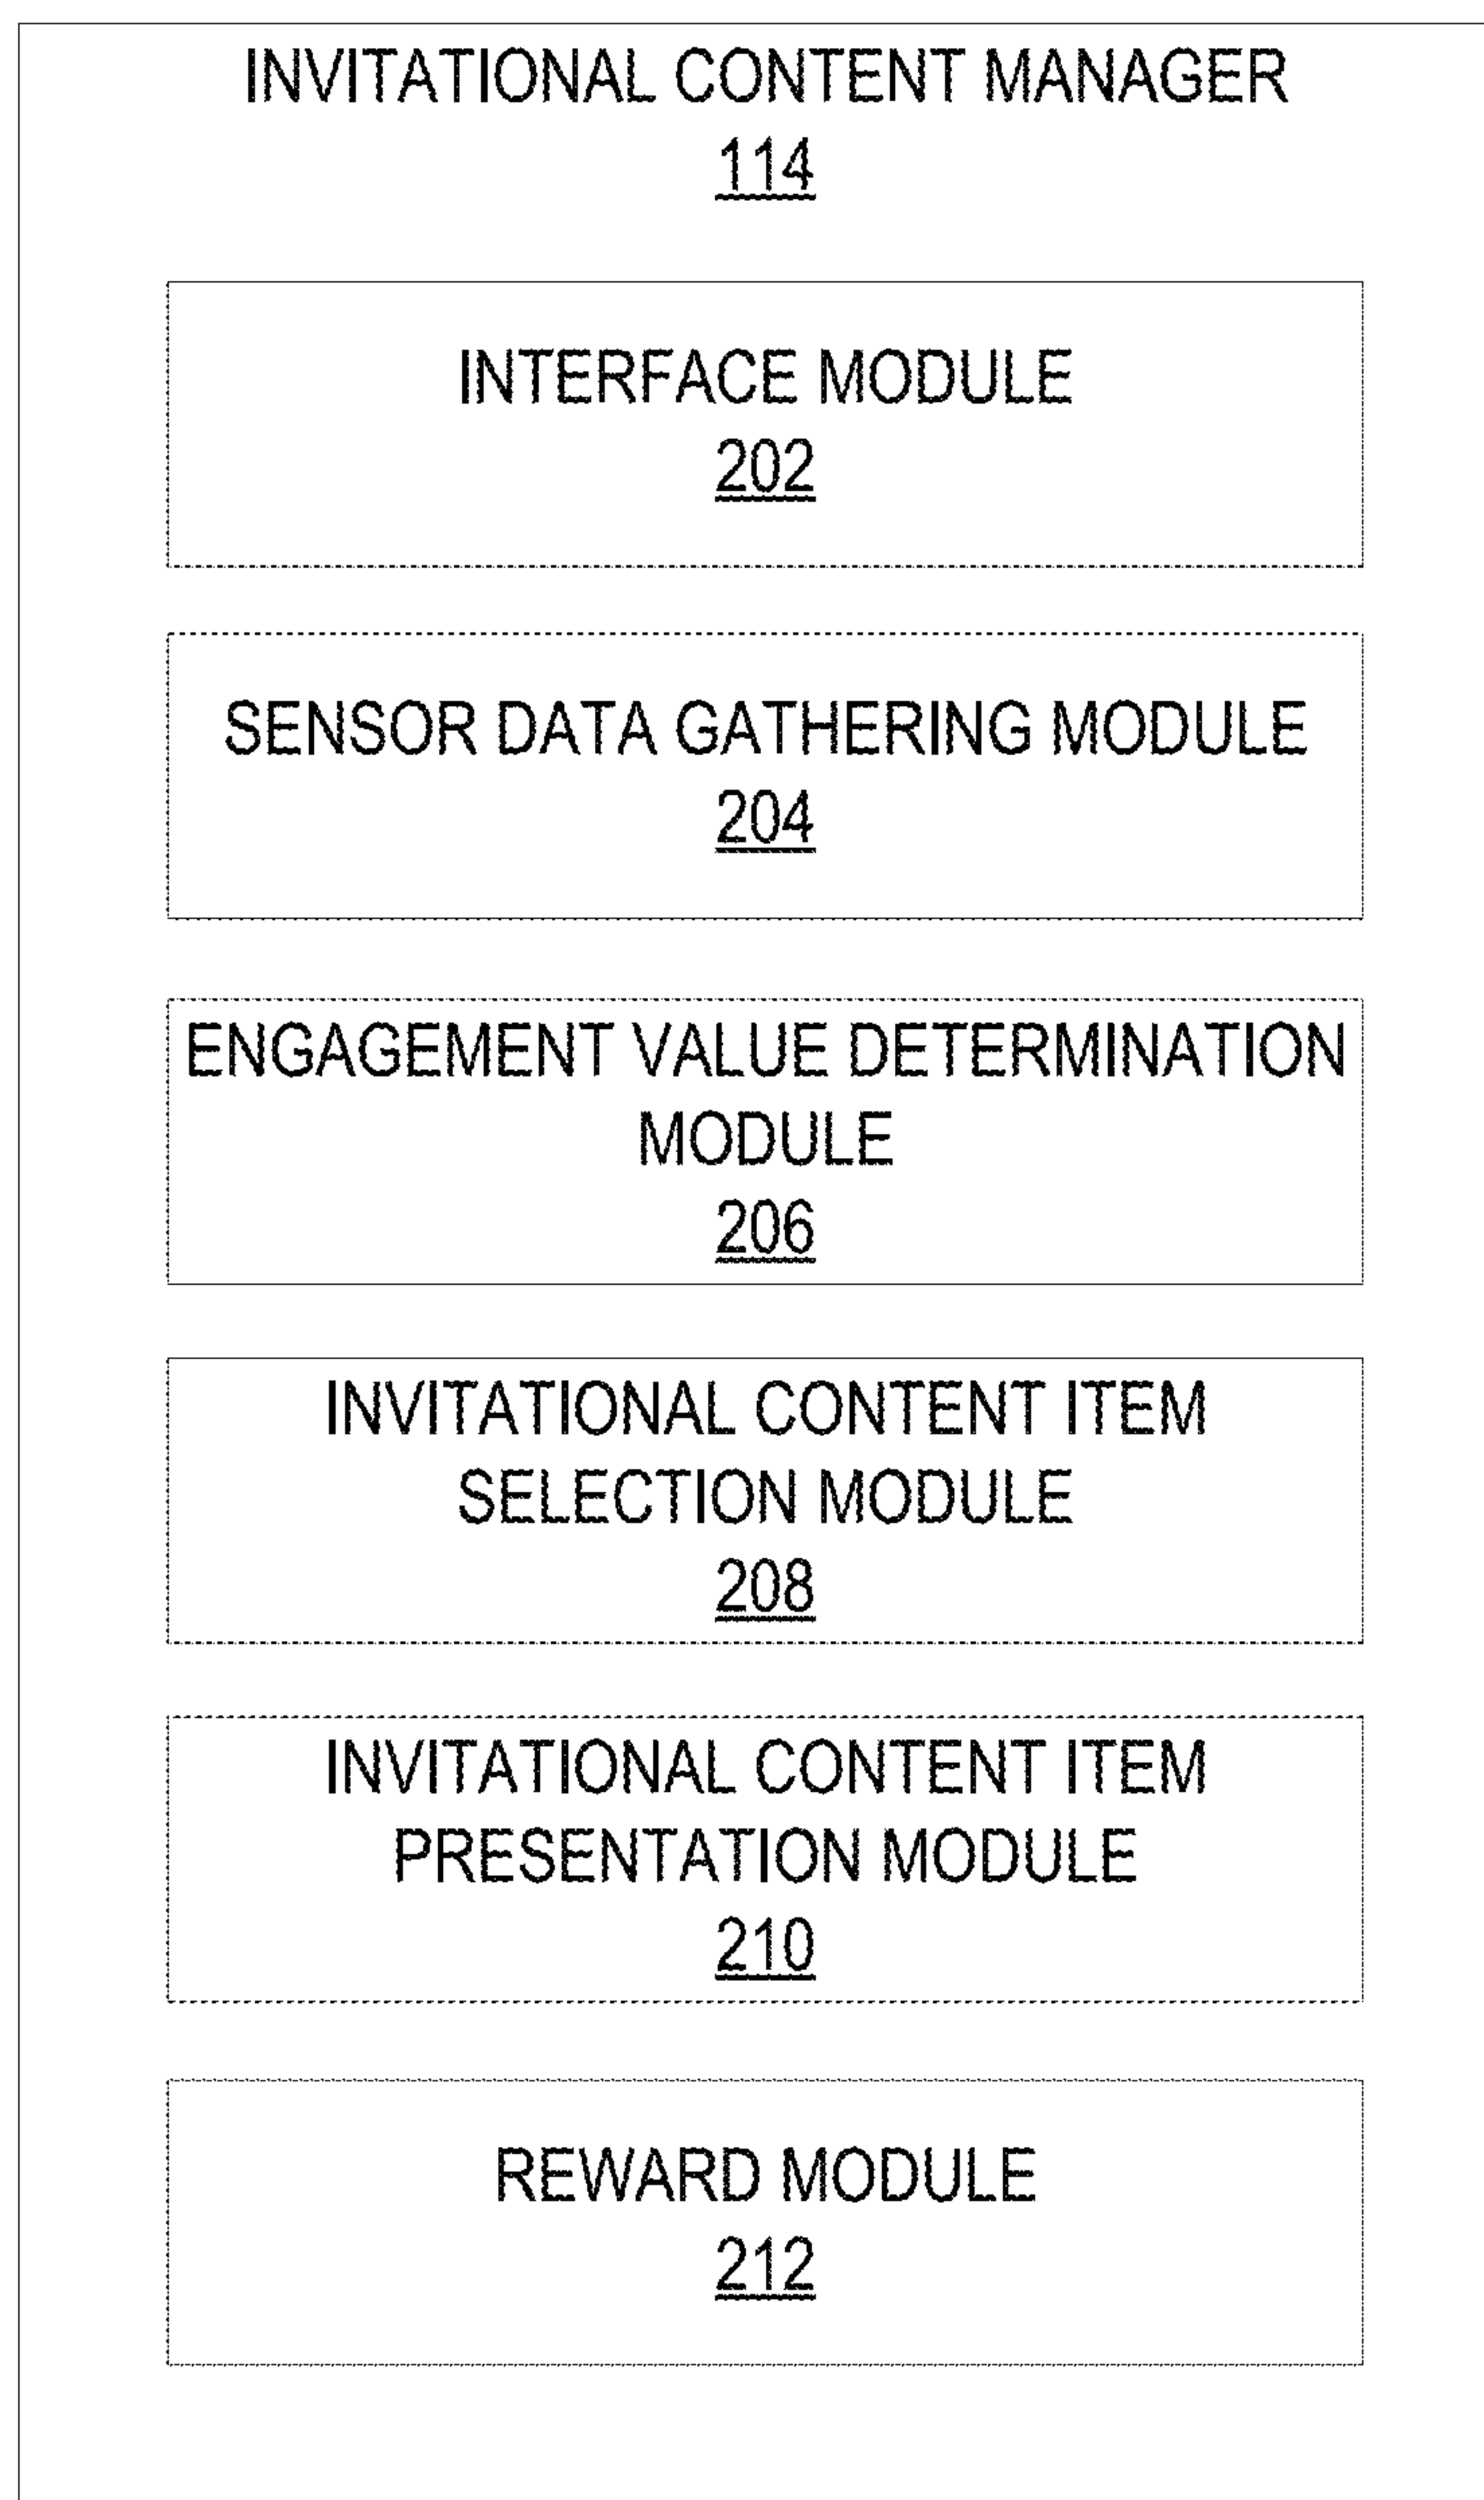 INVITATIONAL CONTENT MANAGER
114
INTERFACE MODULE
202
SENSOR DATA GATHERING MODULE
204
ENGAGEMENT VALUE DETERMINATION
MODULE
206
INVITATIONAL CONTENT ITEM
SELECTION MODULE
208
INVITATIONAL CONTENT ITEM
PRESENTATION MODULE
210
REWARD MODULE
212